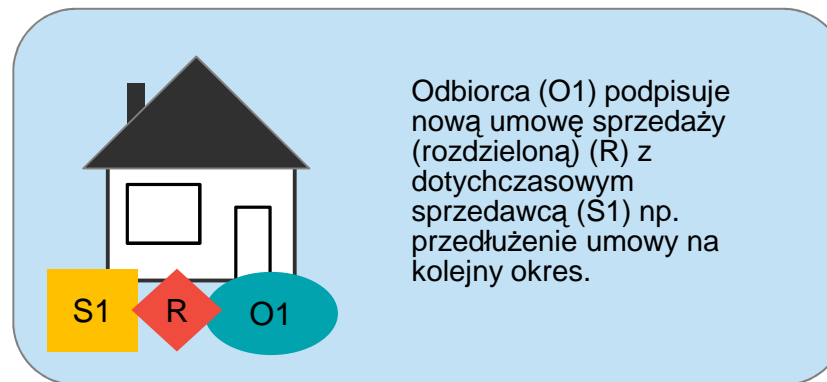 Odbiorca (O1) podpisuje
nową umowę sprzedaży
(rozdzieloną) (R) z
dotychczasowym
sprzedawcą (S1) np.
przedłużenie umowy na
kolejny okres.
S1 R O1